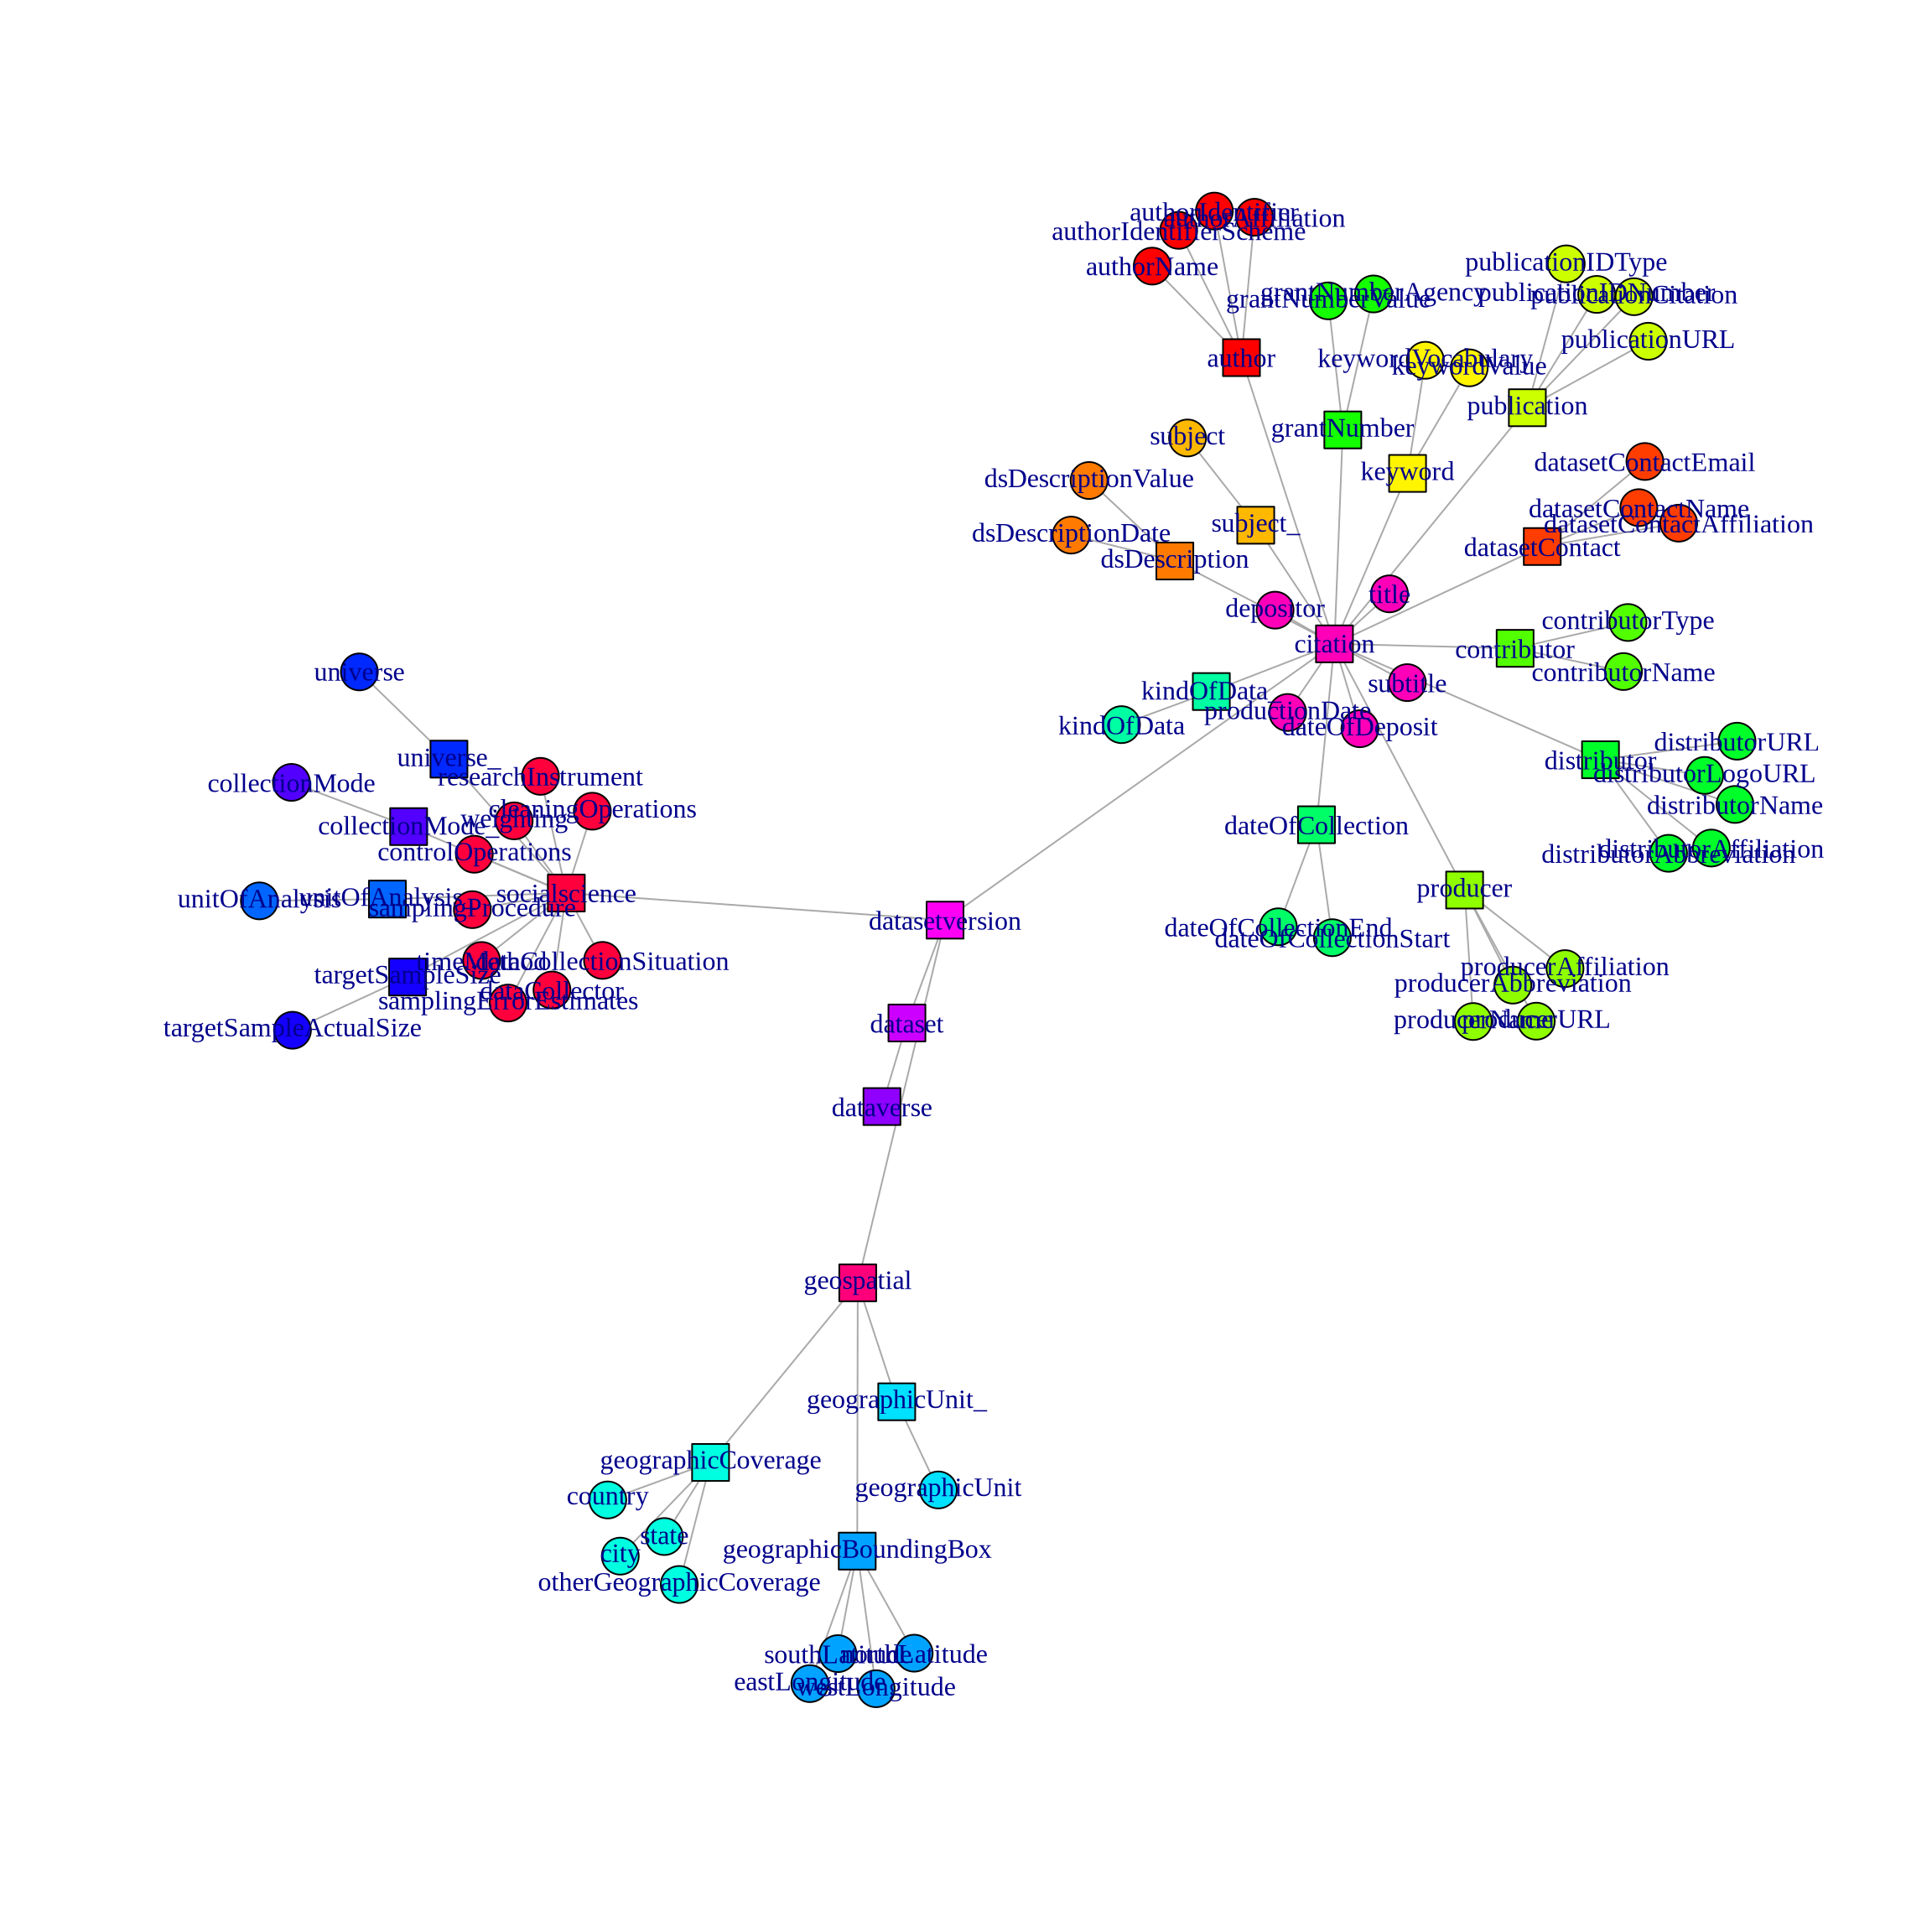 authorIdentifier
authorAffiliation
authorIdentifierScheme
authorName
publicationIDType
grantNumberAgency
publicationIDNumber
grantNumberValue
publicationCitation
publicationURL
author
keywordVocabulary
keywordValue
publication
grantNumber
subject
keyword
datasetContactEmail
dsDescriptionValue
datasetContactName
subject_
datasetContactAffiliation
dsDescriptionDate
datasetContact
dsDescription
title
depositor
contributorType
citation
contributor
universe
contributorName
subtitle
kindOfData_
productionDate
kindOfData
dateOfDeposit
distributorURL
universe_
distributor
researchInstrument
distributorLogoURL
collectionMode
distributorName
cleaningOperations
weighting
collectionMode_
dateOfCollection
controlOperations
distributorAffiliation
distributorAbbreviation
socialscience
producer
unitOfAnalysis
unitOfAnalysis_
samplingProcedure
datasetversion
dateOfCollectionEnd
dateOfCollectionStart
timeMethod
dataCollectionSituation
producerAffiliation
targetSampleSize
producerAbbreviation
dataCollector
samplingErrorEstimates
dataset
producerName
producerURL
targetSampleActualSize
dataverse
geospatial
geographicUnit_
geographicCoverage
geographicUnit
country
state
geographicBoundingBox
city
otherGeographicCoverage
southLatitude
northLatitude
eastLongitude
westLongitude